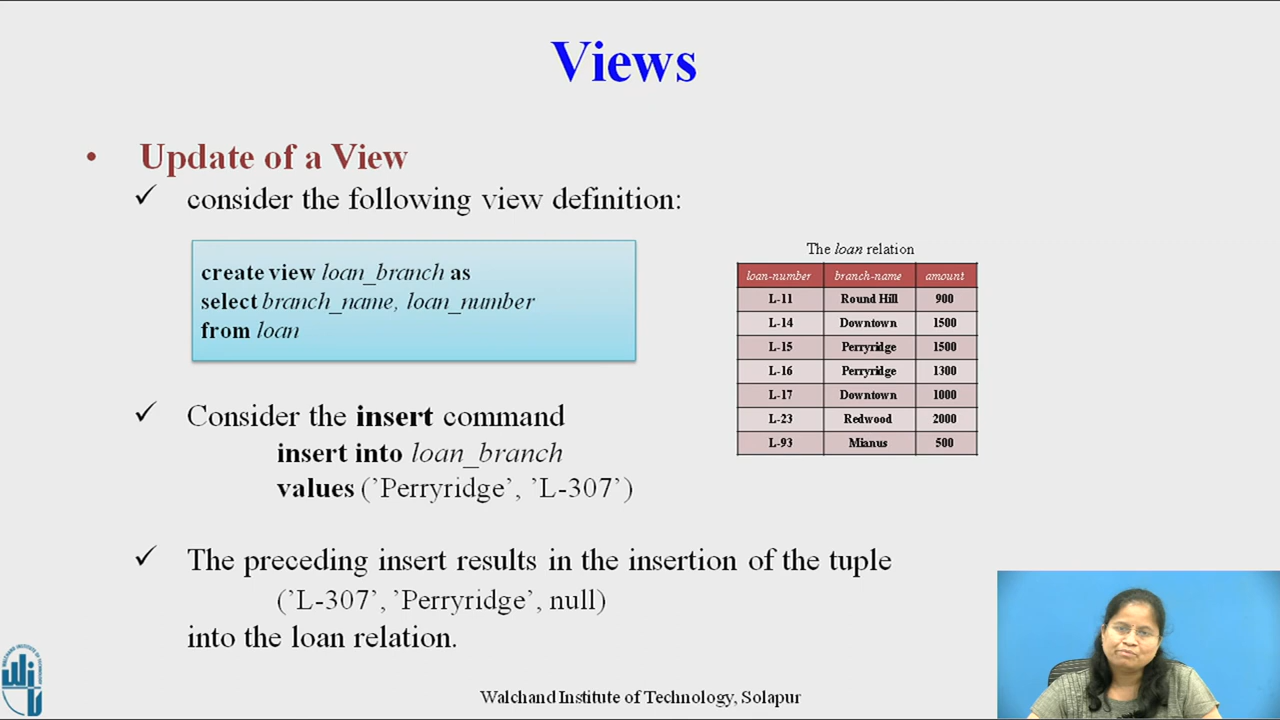 Views
• Update of a View
✓ consider the following view definition:
create view loan_branch as
select branch_name, loan_number
from loan
The loan relation
loan-number branch-name amount
L-11 Round Hill 900
L-14 Downtown 1500
L-15 Perryridge 1500
L-16 Perryridge 1300
L-17 Downtown 1000
L-23 Redwood 2000
L-93 Mianus 500
✓ Consider the insert command
insert into loan_branch
values (’Perryridge’, ’L-307’)
✓ The preceding insert results in the insertion of the tuple
(’L-307’, ’Perryridge’, null)
into the loan relation.
Walchand Institute of Technology, Solapur